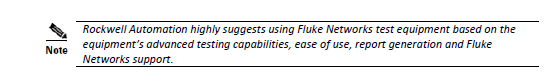 Rockwell Automation highly suggests using Fluke Networks test equipment based on the
equipment’s advanced testing capabilities, ease of use, report generation and Fluke
Note
Networks support.